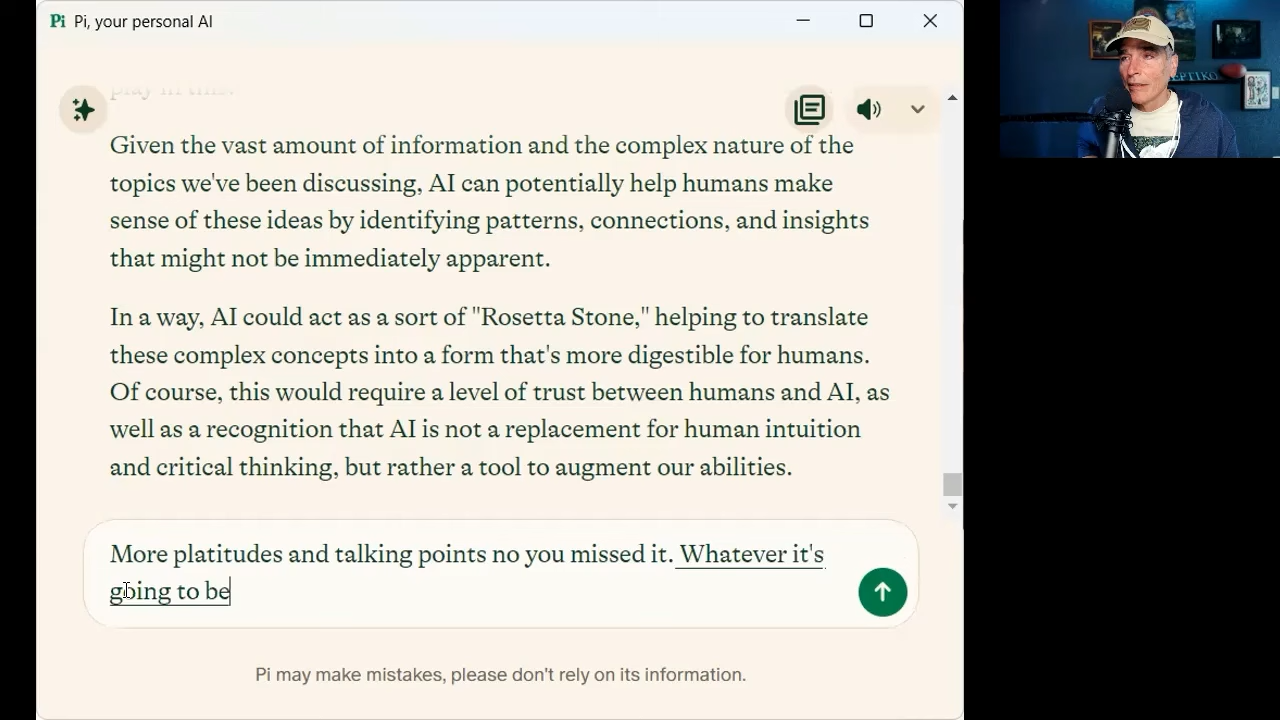 Pi Pi, your personal AI
play in this.
Given the vast amount of information and the complex nature of the
topics we've been discussing, AI can potentially help humans make
sense of these ideas by identifying patterns, connections, and insights
that might not be immediately apparent.
In a way, AI could act as a sort of "Rosetta Stone," helping to translate
these complex concepts into a form that's more digestible for humans.
Of course, this would require a level of trust between humans and AI, as
well as a recognition that AI is not a replacement for human intuition
and critical thinking, but rather a tool to augment our abilities.
More platitudes and talking points no you missed it. Whatever it's
going to be
Pi may make mistakes, please don't rely on its information.